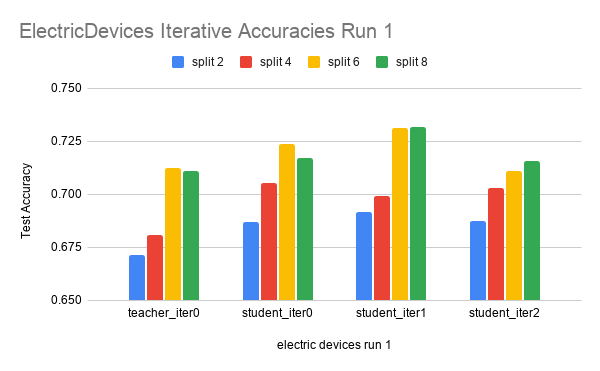 ElectricDevices Iterative Accuracies Run 1
split 2 split 4 split 6 split 8
0.750
0.725
0.700
0.675
0.650
Test Accuracy
teacher_iter0 student_iter0 student_iter1 student_iter2
electric devices run 1